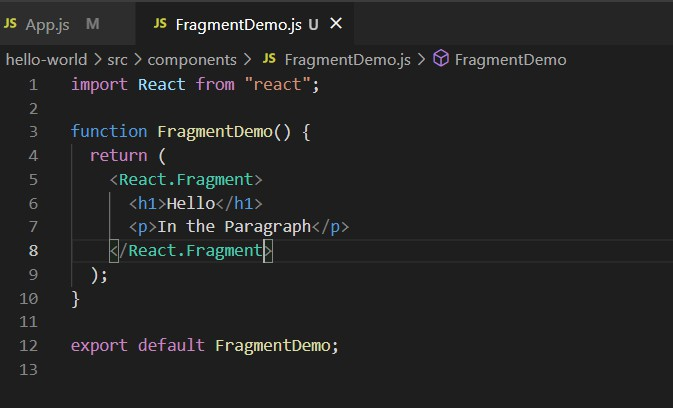 JS App.js M JS FragmentDemo.js U ×
hello-world > src > components > JS FragmentDemo.js > FragmentDemo
1 import React from "react";
2
3 function FragmentDemo() {
4   return (
5     <React.Fragment>
6       <h1>Hello</h1>
7       <p>In the Paragraph</p>
8     </React.Fragment>
9   );
10 }
11
12 export default FragmentDemo;
13